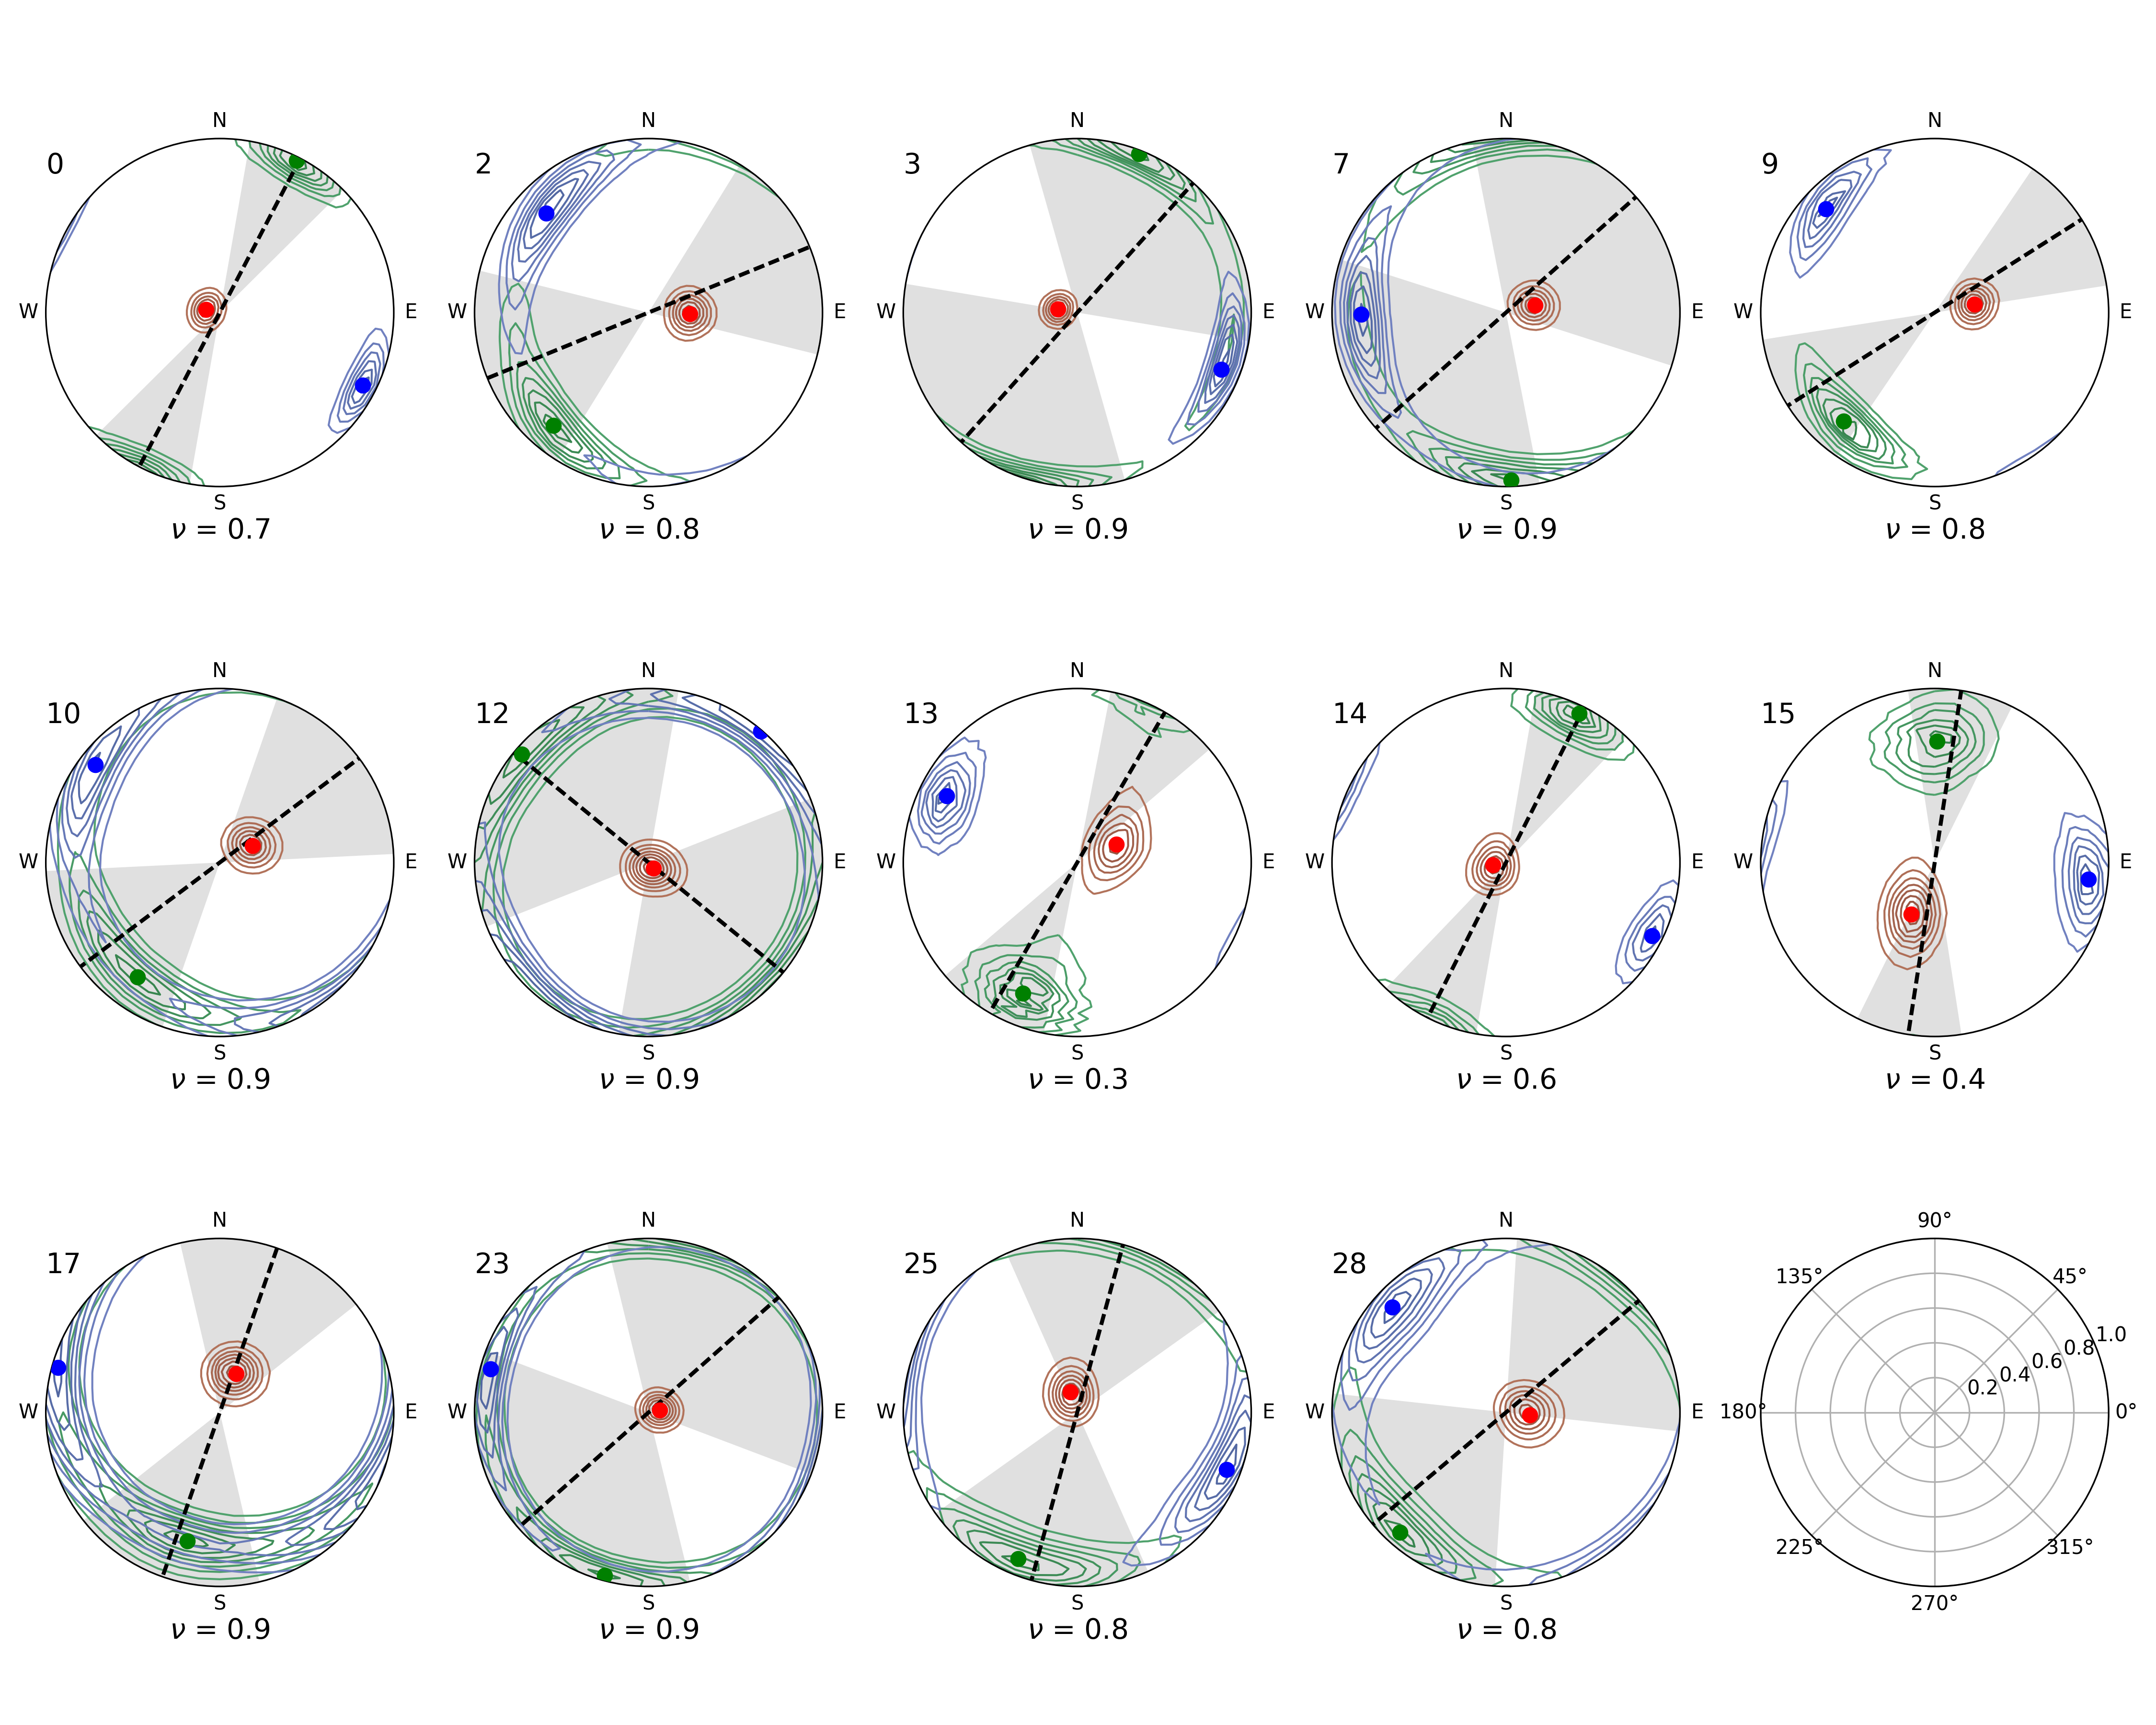 N N N N N
0 2 3 7 9
W E W E W E W E W E
S S S S S
ν = 0.7 ν = 0.8 ν = 0.9 ν = 0.9 ν = 0.8
N N N N N
10 12 13 14 15
W E W E W E W E W E
S S S S S
ν = 0.9 ν = 0.9 ν = 0.3 ν = 0.6 ν = 0.4
N N N N 90°
17 23 25 28 135° 45°
1.0
0.8
0.6
0.4
0.2
W E W E W E W E 180° 0°
225° 315°
S S S S 270°
ν = 0.9 ν = 0.9 ν = 0.8 ν = 0.8